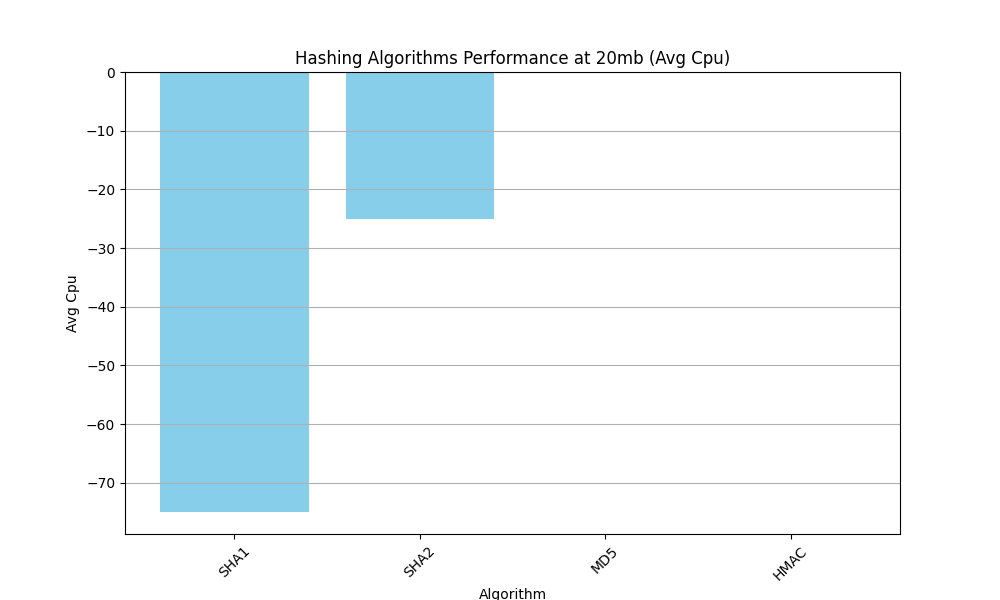 Hashing Algorithms Performance at 20mb (Avg Cpu)
0
−10
−20
−30
−40
−50
−60
−70
Avg Cpu
SHA1
SHA2
MD5
HMAC
Algorithm